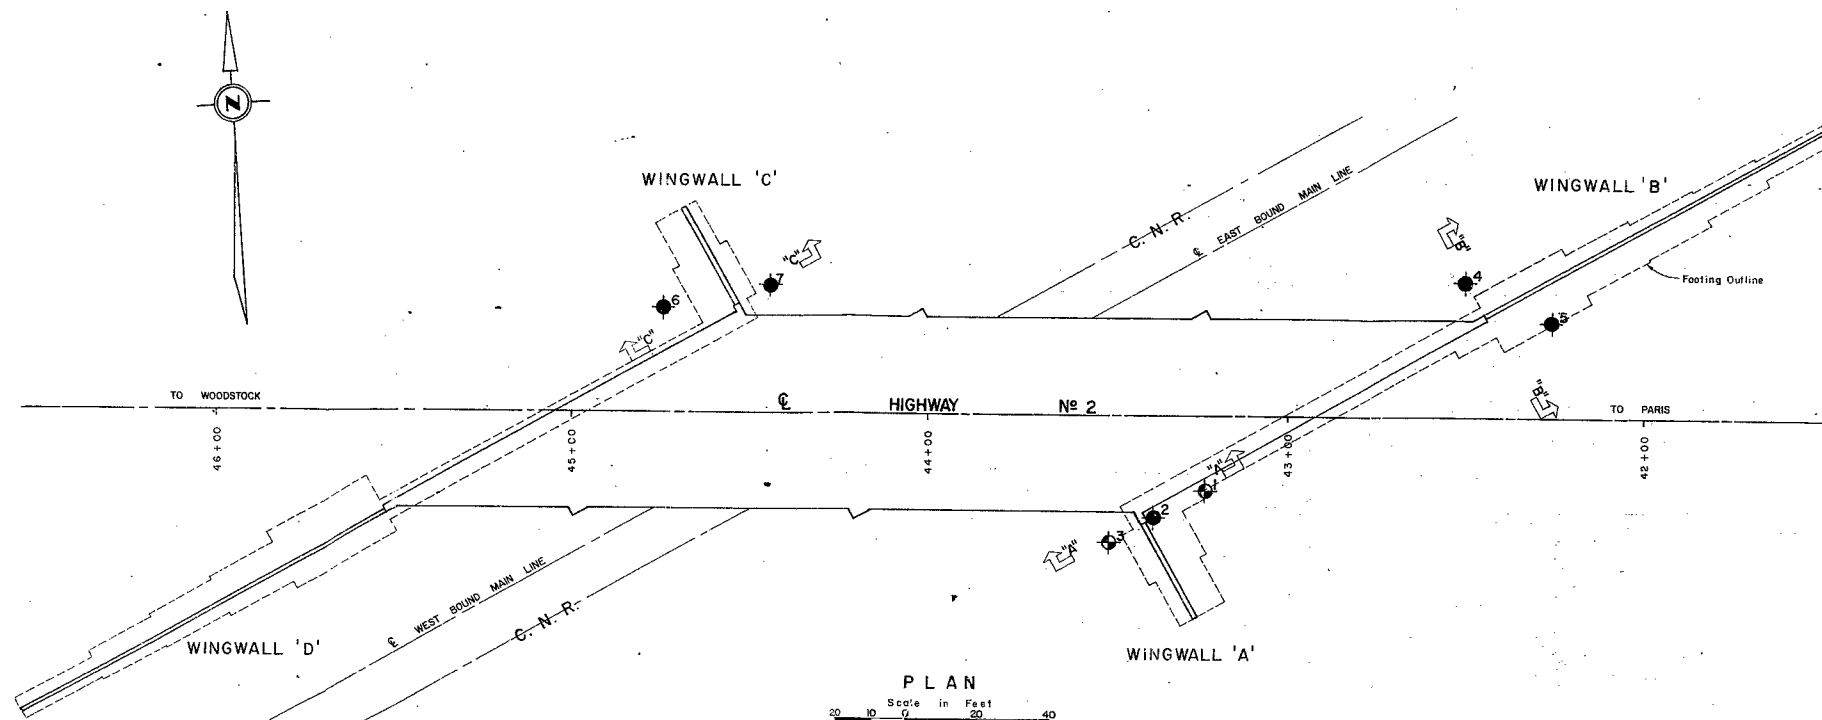 N
WINGWALL 'C'
WINGWALL 'B'
C. N. R.
℄ EAST BOUND MAIN LINE
"B"
4
Footing Outline
5
"C"
7
6
"C"
TO WOODSTOCK
℄ HIGHWAY Nº 2
"B"
TO PARIS
46+00
45+00
44+00
43+00
42+00
"A"
1
2
3
"A"
℄ WEST BOUND MAIN LINE
C. N. R.
WINGWALL 'D'
WINGWALL 'A'
PLAN
Scale in Feet
20 10 0 20 40